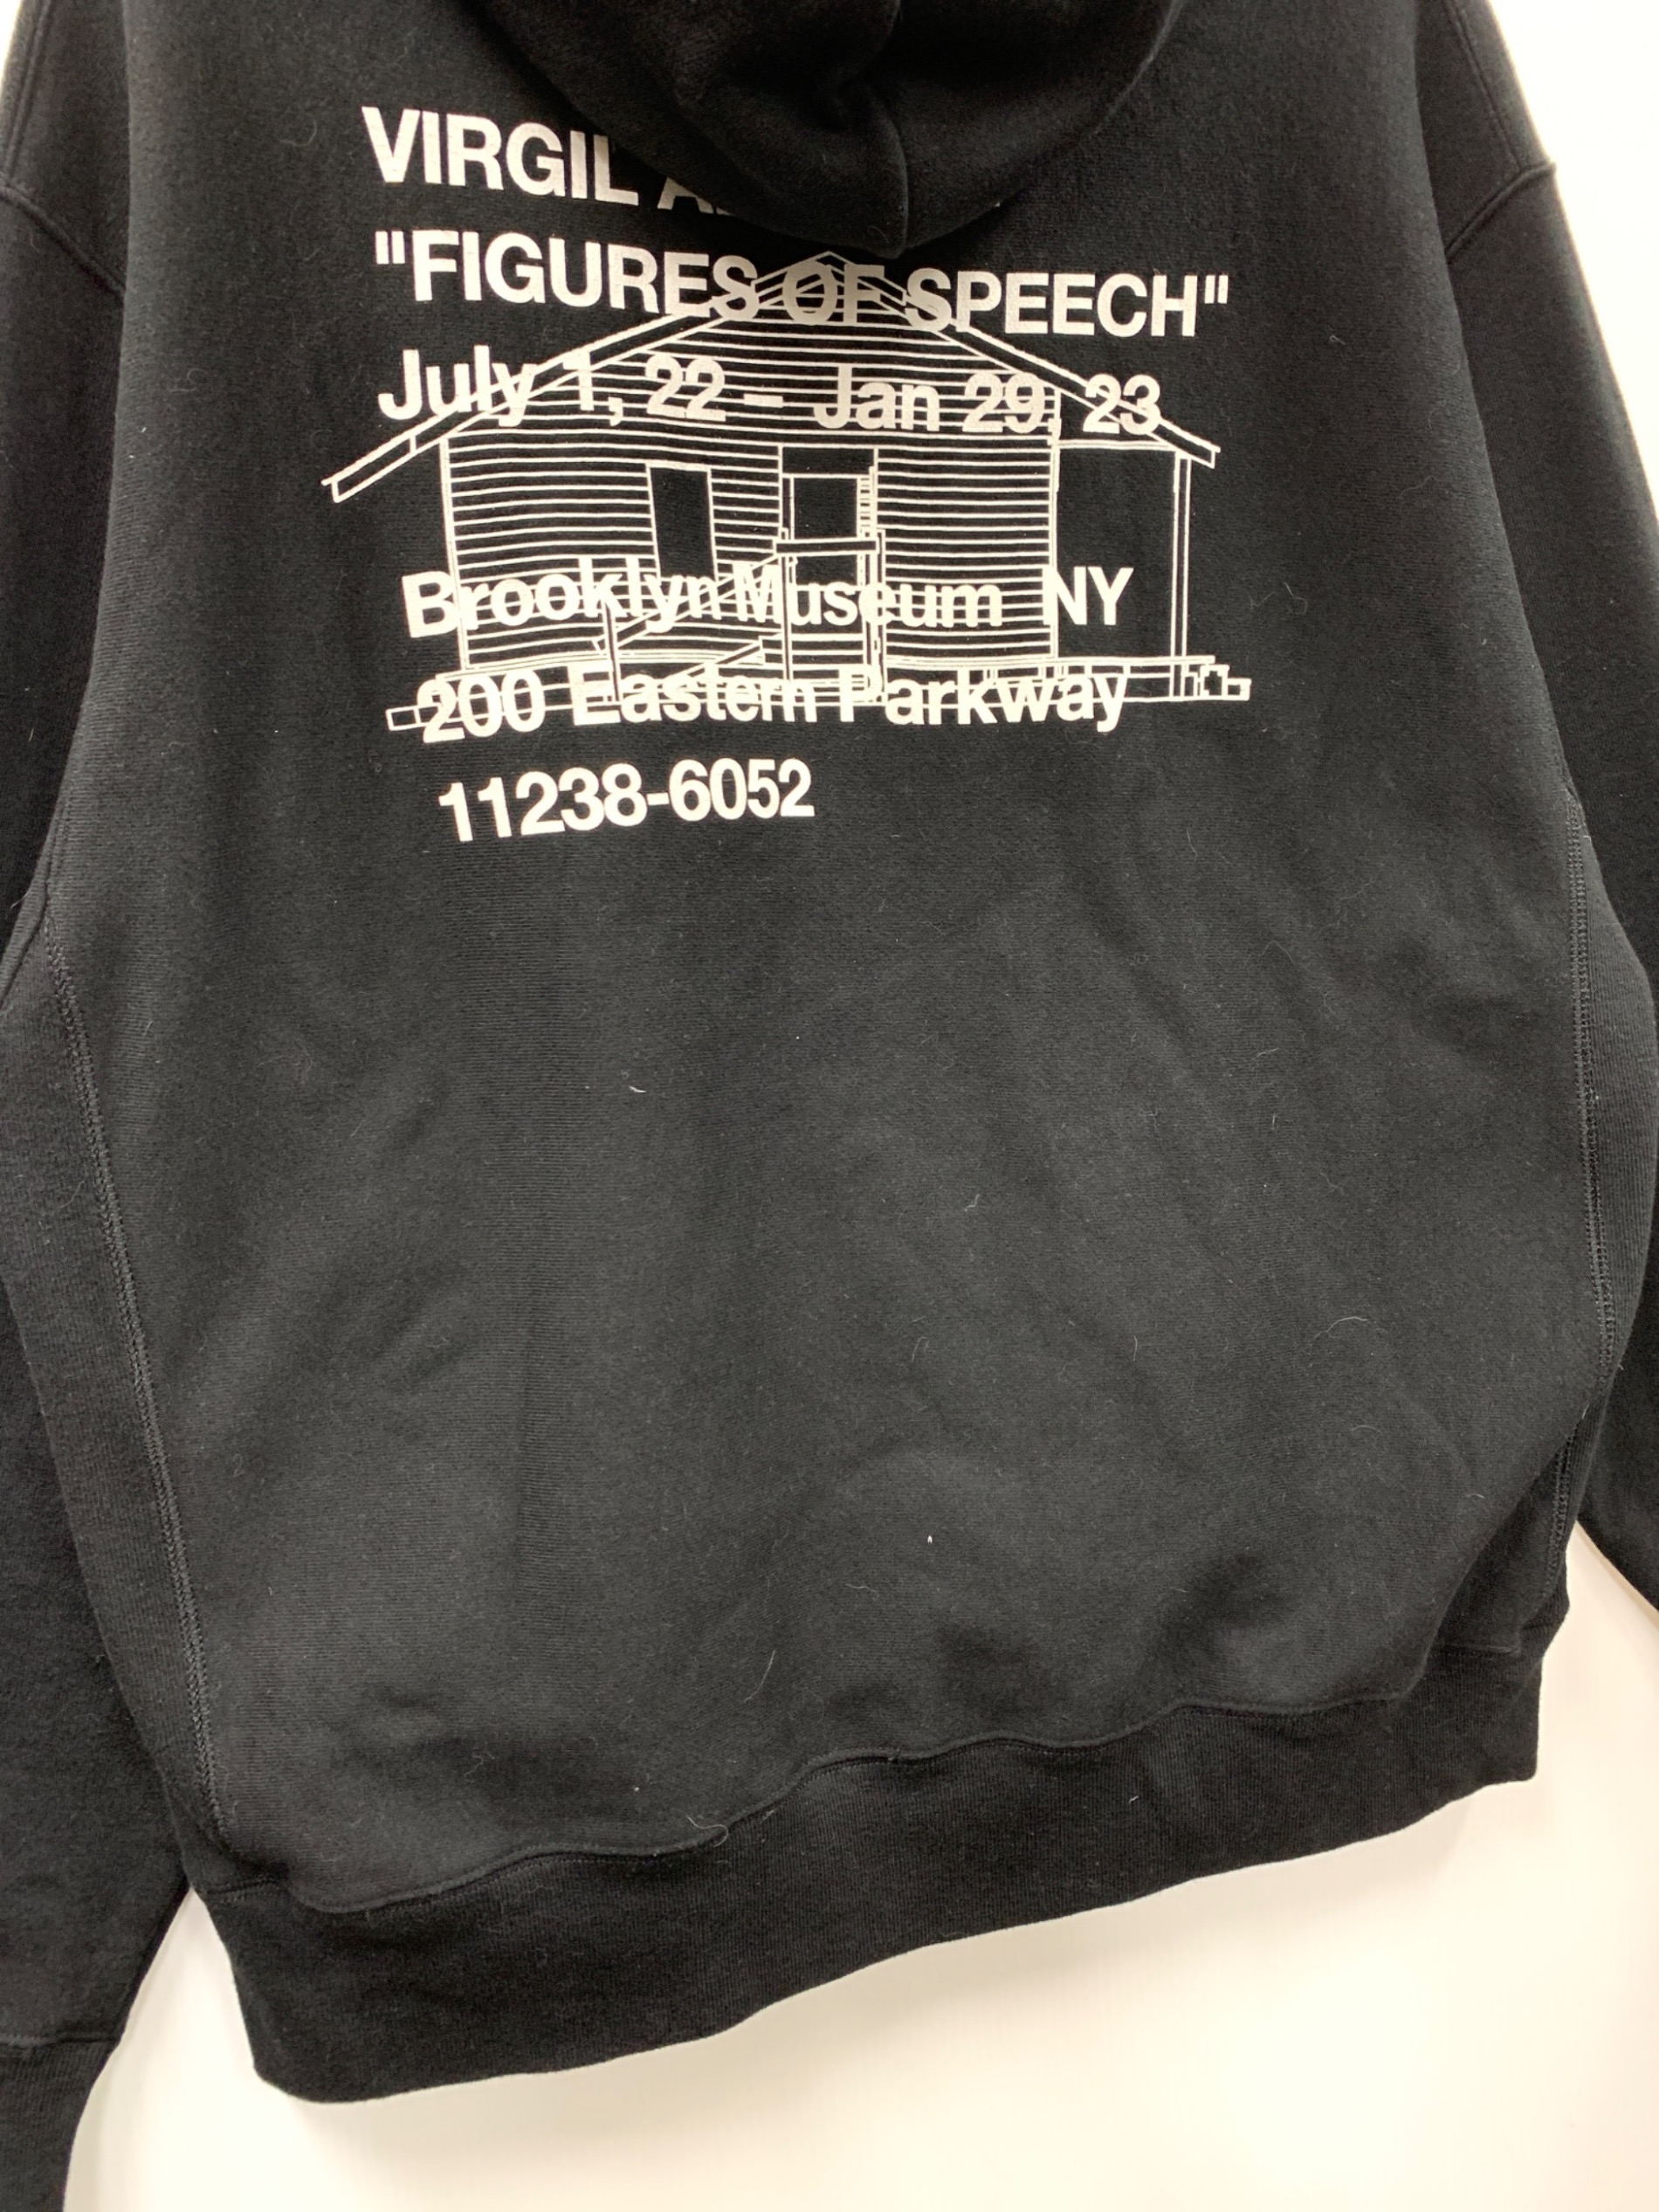 VIRGIL
"FIGURES OF SPEECH"
July 1, 22 - Jan 29, 23
Brooklyn Museum NY
200 Eastern Parkway
11238-6052